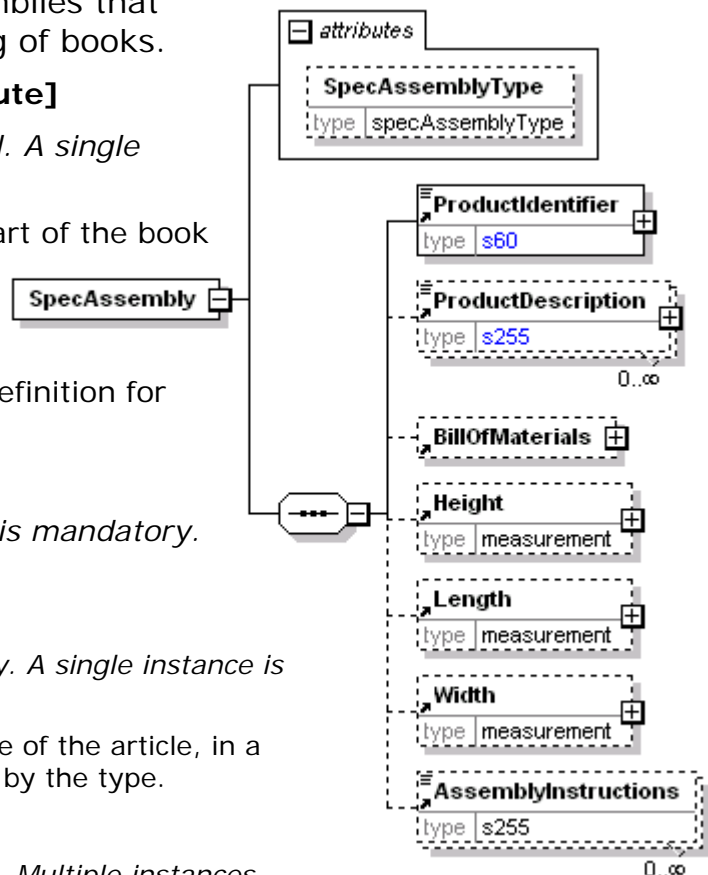 mblies that
g of books.
ute]
. A single
art of the book
efinition for
is mandatory.
y. A single instance is
e of the article, in a
by the type.
. Multiple instances
attributes
SpecAssemblyType
type specAssemblyType
SpecAssembly
ProductIdentifier
type s60
ProductDescription
type s255
0..∞
BillOfMaterials
Height
type measurement
Length
type measurement
Width
type measurement
AssemblyInstructions
type s255
0..∞